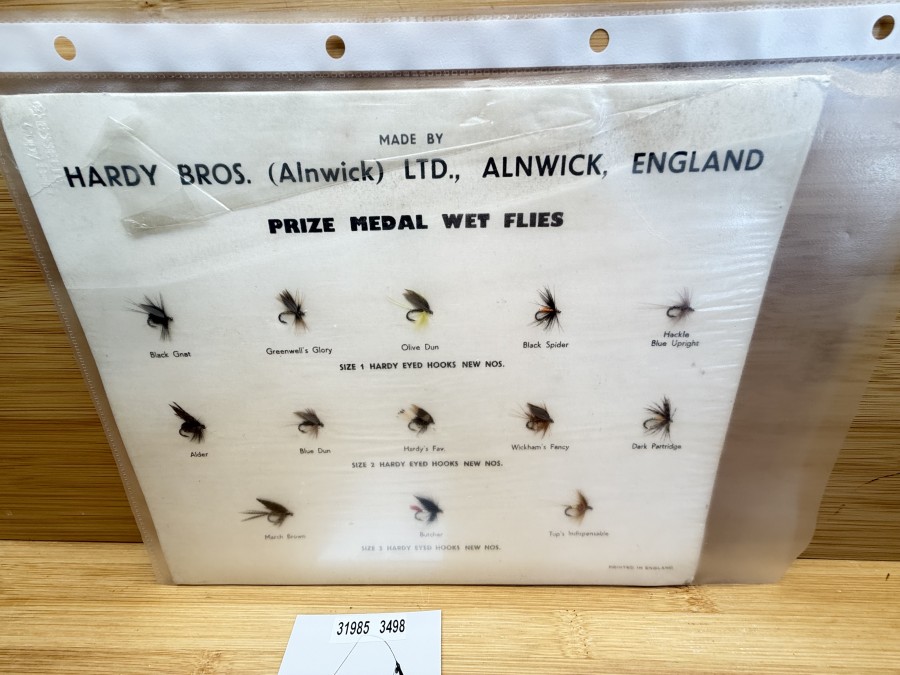 MADE BY
HARDY BROS. (Alnwick) LTD., ALNWICK, ENGLAND
PRIZE MEDAL WET FLIES
Black Gnat Greenwell's Glory Olive Dun Black Spider Hackle Blue Upright
SIZE 1 HARDY EYED HOOKS NEW NOS.
Alder Blue Dun Hardy's Fav. Wickham's Fancy Dark Partridge
SIZE 2 HARDY EYED HOOKS NEW NOS.
March Brown Butcher Tup's Indispensable
SIZE 3 HARDY EYED HOOKS NEW NOS.
PRINTED IN ENGLAND
31985 3498